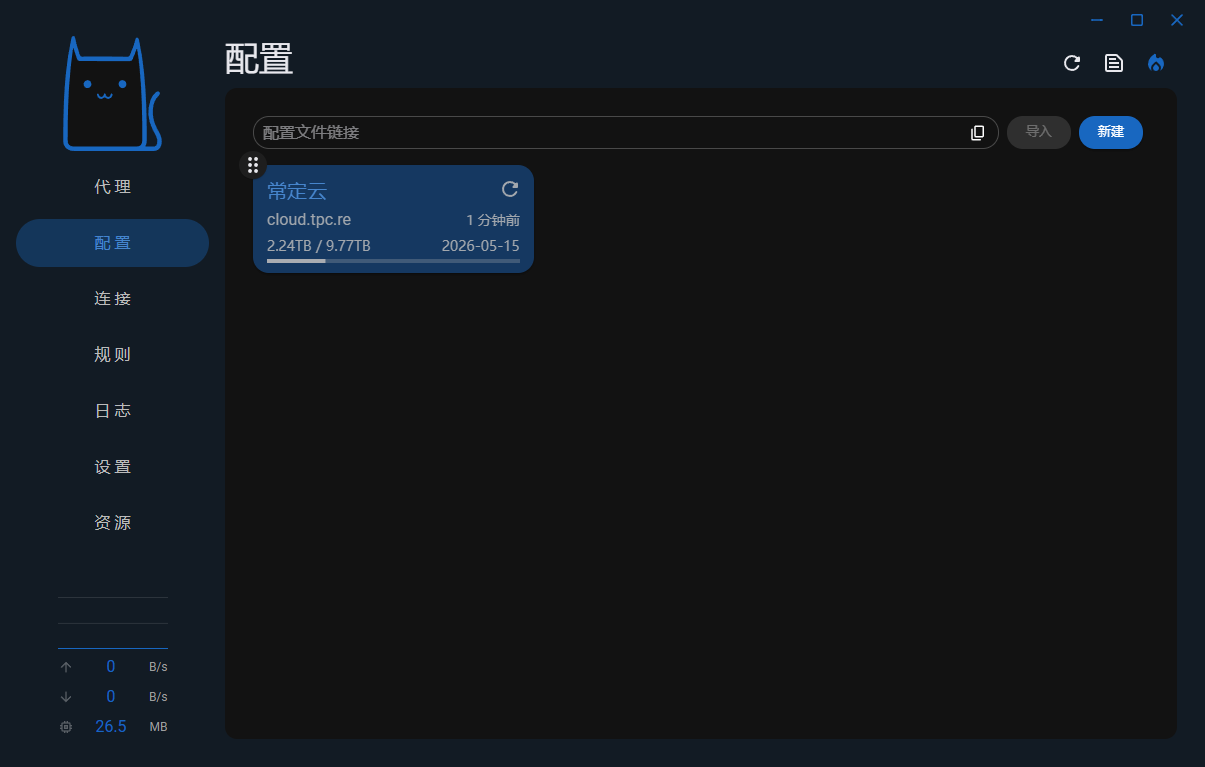 配置
代理
配置
连接
规则
日志
设置
资源
0 B/s
0 B/s
26.5 MB
配置文件链接
导入
新建
常定云
cloud.tpc.re 1 分钟前
2.24TB / 9.77TB 2026-05-15